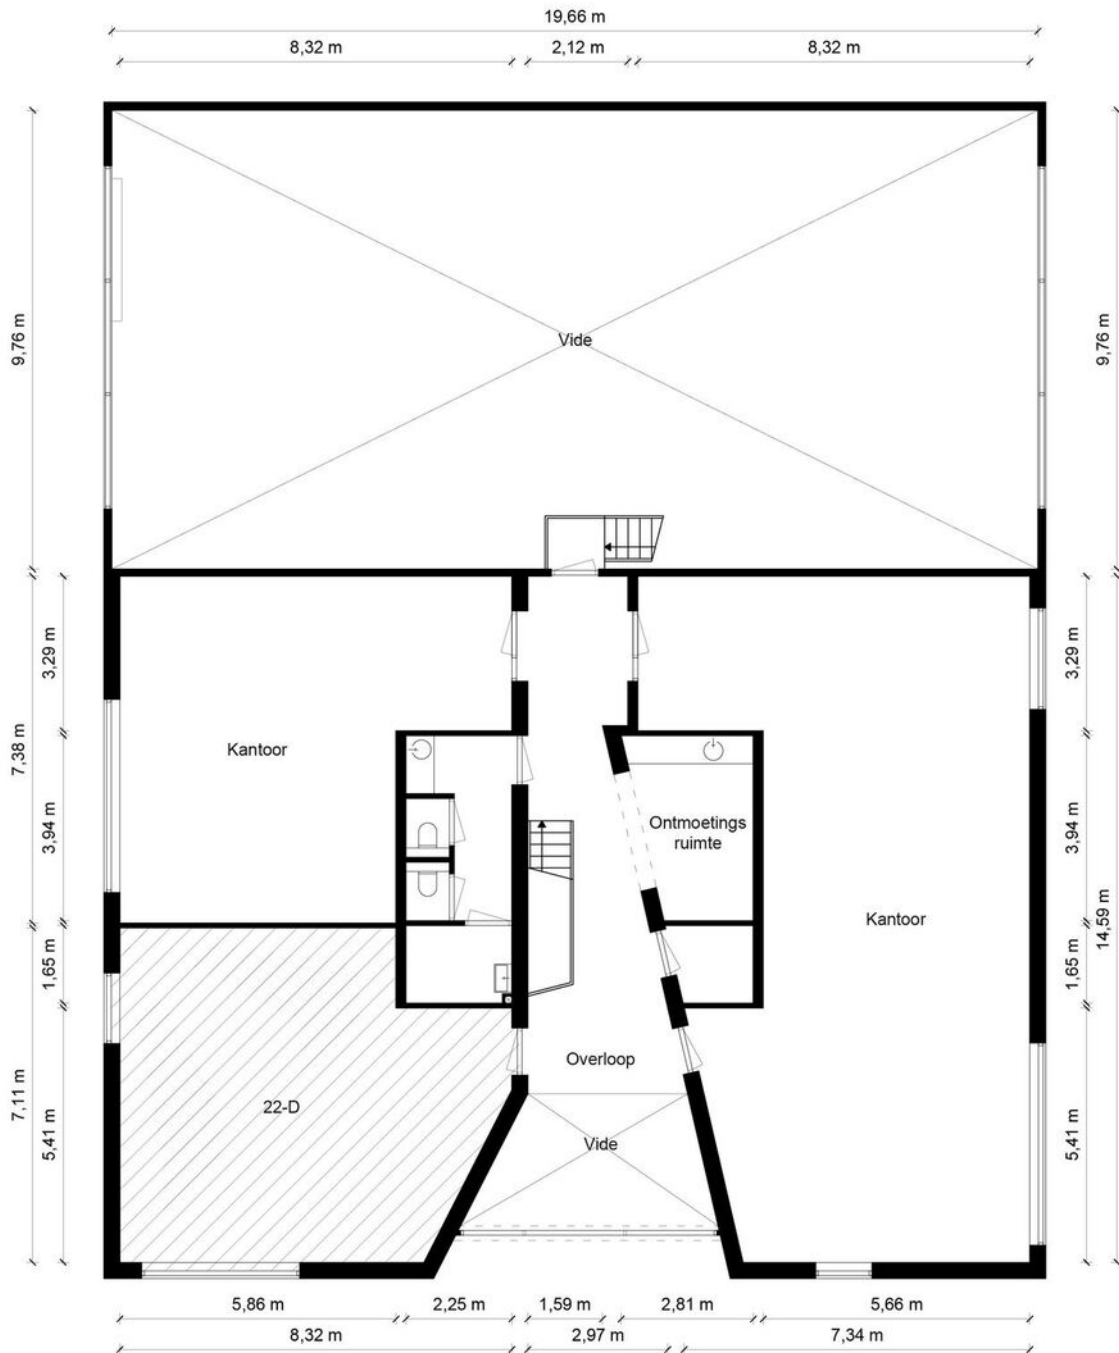 19,66 m
8,32 m
2,12 m
8,32 m
9,76 m
Vide
9,76 m
3,29 m
3,29 m
7,38 m
Kantoor
3,94 m
Ontmoetings
ruimte
3,94 m
Kantoor
14,59 m
1,65 m
1,65 m
Overloop
22-D
7,11 m
5,41 m
Vide
5,41 m
5,86 m
2,25 m
1,59 m
2,81 m
5,66 m
8,32 m
2,97 m
7,34 m